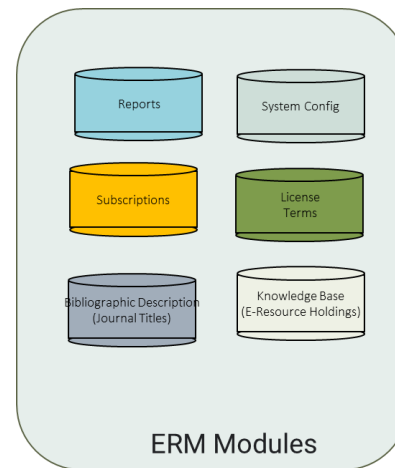 Reports
System Config
Subscriptions
License
Terms
Bibliographic Description
(Journal Titles)
Knowledge Base
(E-Resource Holdings)
ERM Modules